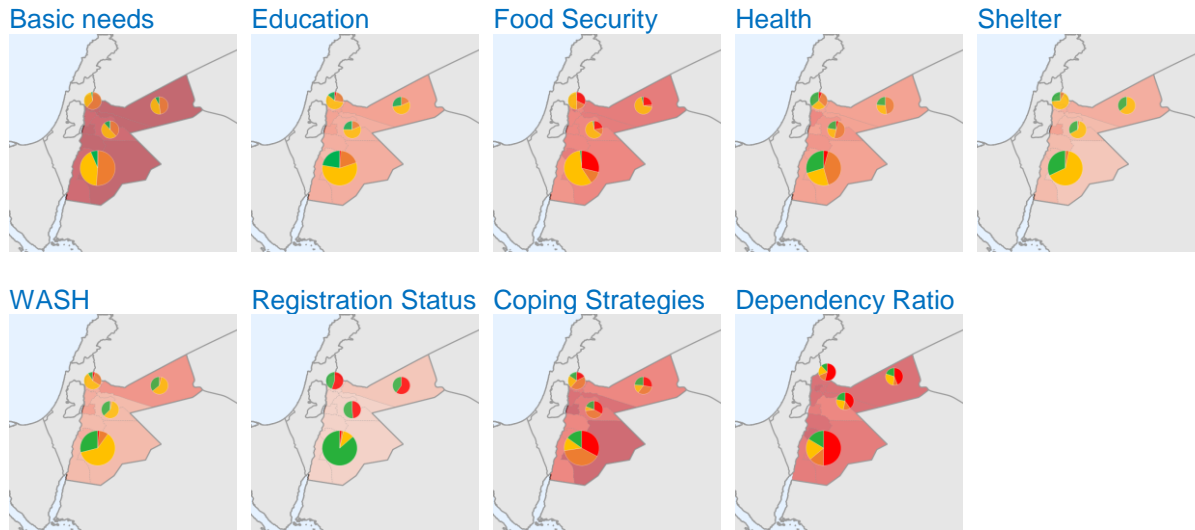 Basic needs
Education
Food Security
Health
Shelter
WASH
Registration Status
Coping Strategies
Dependency Ratio